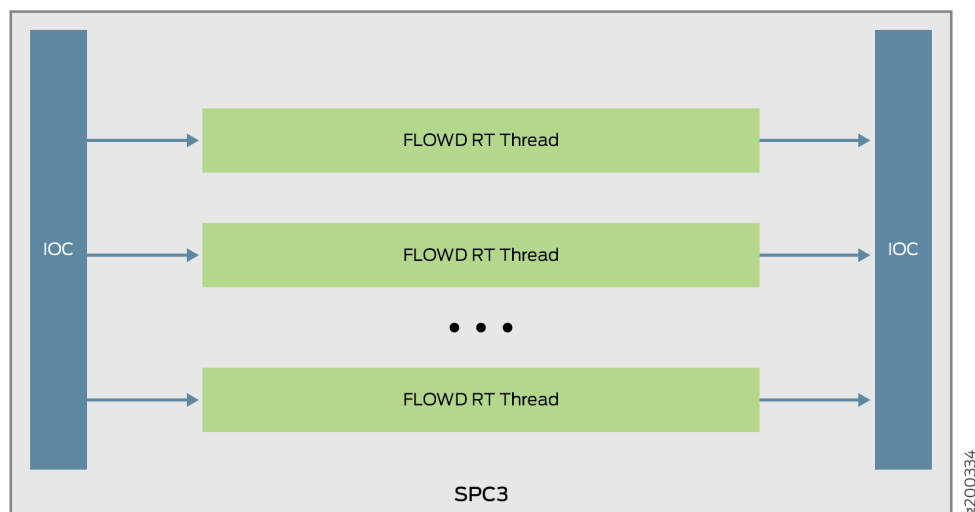 FLOWD RT Thread
IOC
FLOWD RT Thread
IOC
• • •
FLOWD RT Thread
SPC3
g200334